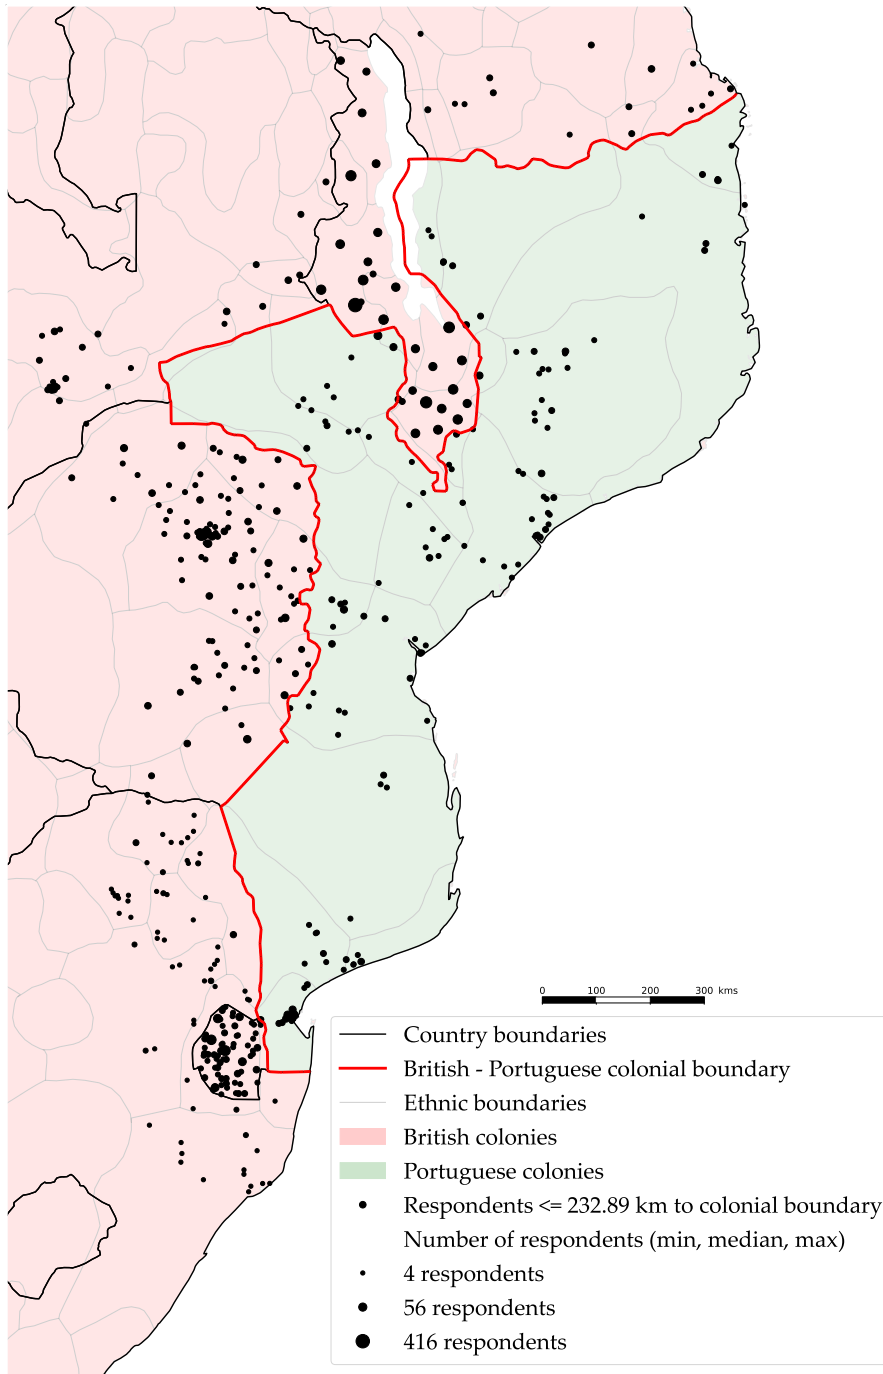 0 100 200 300 kms
Country boundaries
British - Portuguese colonial boundary
Ethnic boundaries
British colonies
Portuguese colonies
Respondents <= 232.89 km to colonial boundary
Number of respondents (min, median, max)
4 respondents
56 respondents
416 respondents